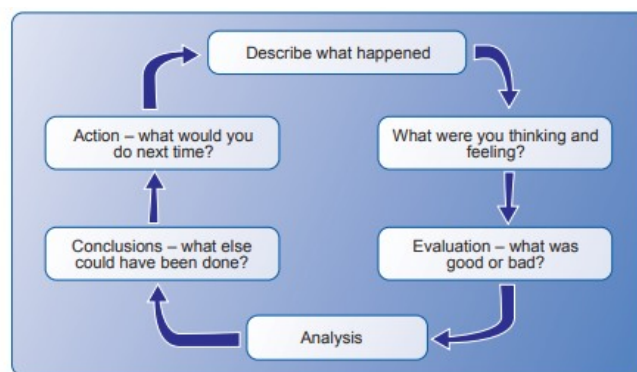 Describe what happened
What were you thinking and
feeling?
Evaluation – what was
good or bad?
Analysis
Conclusions – what else
could have been done?
Action – what would you
do next time?